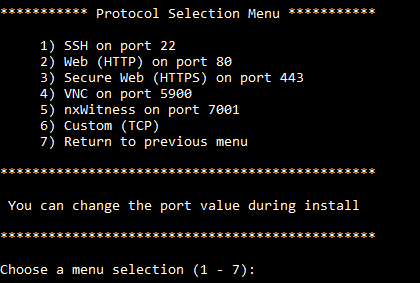 *********** Protocol Selection Menu ***********
1) SSH on port 22
2) Web (HTTP) on port 80
3) Secure Web (HTTPS) on port 443
4) VNC on port 5900
5) nxWitness on port 7001
6) Custom (TCP)
7) Return to previous menu
***********************************************
You can change the port value during install
***********************************************
Choose a menu selection (1 - 7):